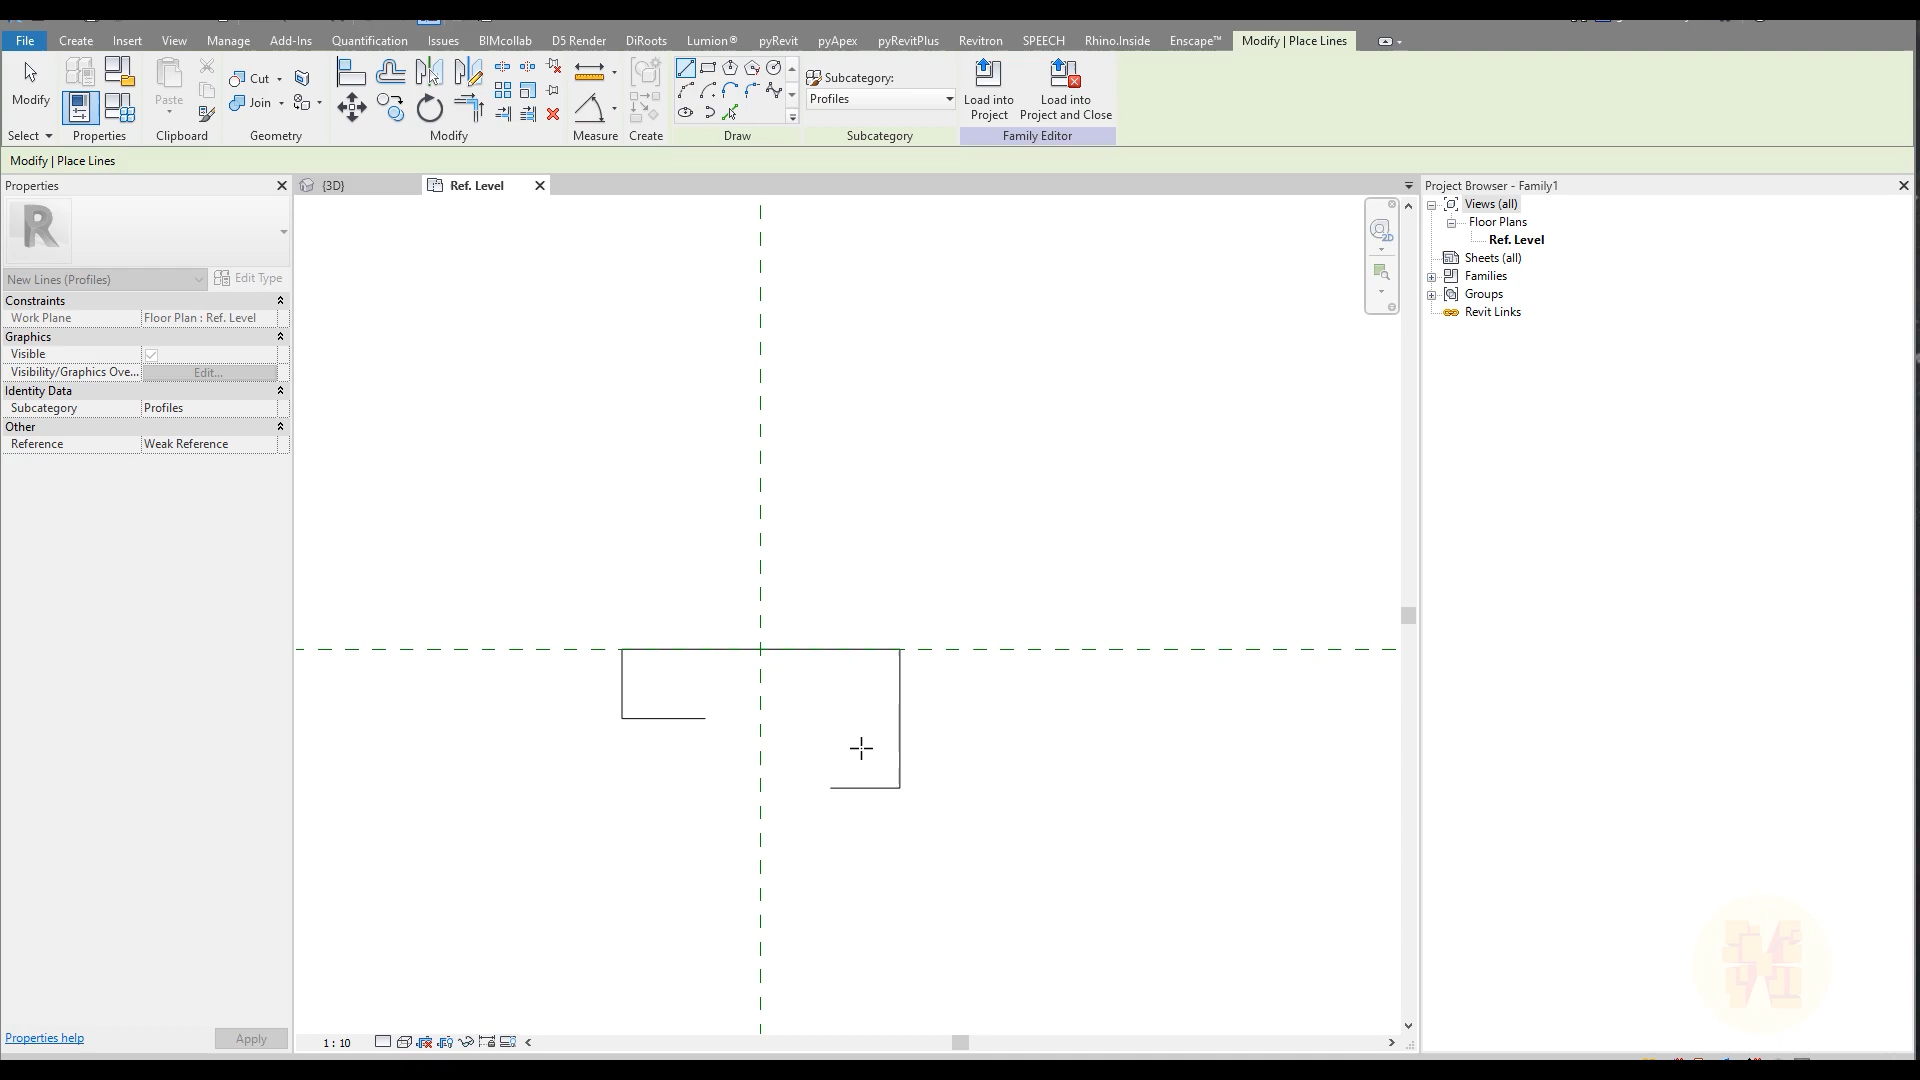 File Create Insert View Manage Add-Ins Quantification Issues BIMcollab D5 Render DiRoots Lumion® pyRevit pyApex pyRevitPlus Revitron SPEECH Rhino.Inside Enscape™ Modify | Place Lines
Modify
Paste
Cut
Join
Subcategory:
Profiles
Load into
Project
Load into
Project and Close
Select Properties Clipboard Geometry Modify Measure Create Draw Subcategory Family Editor
Modify | Place Lines
Properties
{3D}
Ref. Level
Project Browser - Family1
R
New Lines (Profiles)
Edit Type
Constraints
Work Plane Floor Plan : Ref. Level
Graphics
Visible
Visibility/Graphics Ove... Edit...
Identity Data
Subcategory Profiles
Other
Reference Weak Reference
2D
Views (all)
Floor Plans
Ref. Level
Sheets (all)
Families
Groups
Revit Links
Properties help
Apply
1 : 10